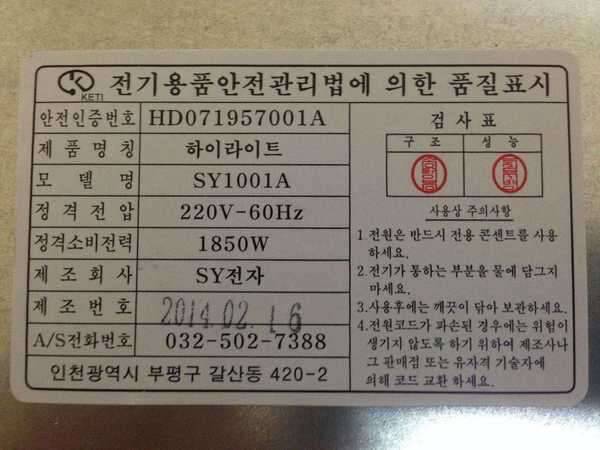 KETI 전기용품안전관리법에 의한 품질표시
안전인증번호 HD071957001A
제품명칭 하이라이트
모델명 SY1001A
정격전압 220V-60Hz
정격소비전력 1850W
제조회사 SY전자
제조번호 2014.02.16
A/S전화번호 032-502-7388
인천광역시 부평구 갈산동 420-2
검사표
구조 성능
사용상 주의사항
1.전원은 반드시 전용 콘센트를 사용
하세요.
2.전기가 통하는 부분을 물에 담그지
마세요.
3.사용후에는 깨끗이 닦아 보관하세요.
4.전원코드가 파손된 경우에는 위험이
생기지 않도록 하기 위하여 제조사나
그 판매점 또는 유자격 기술자에
의해 코드 교환 하세요.